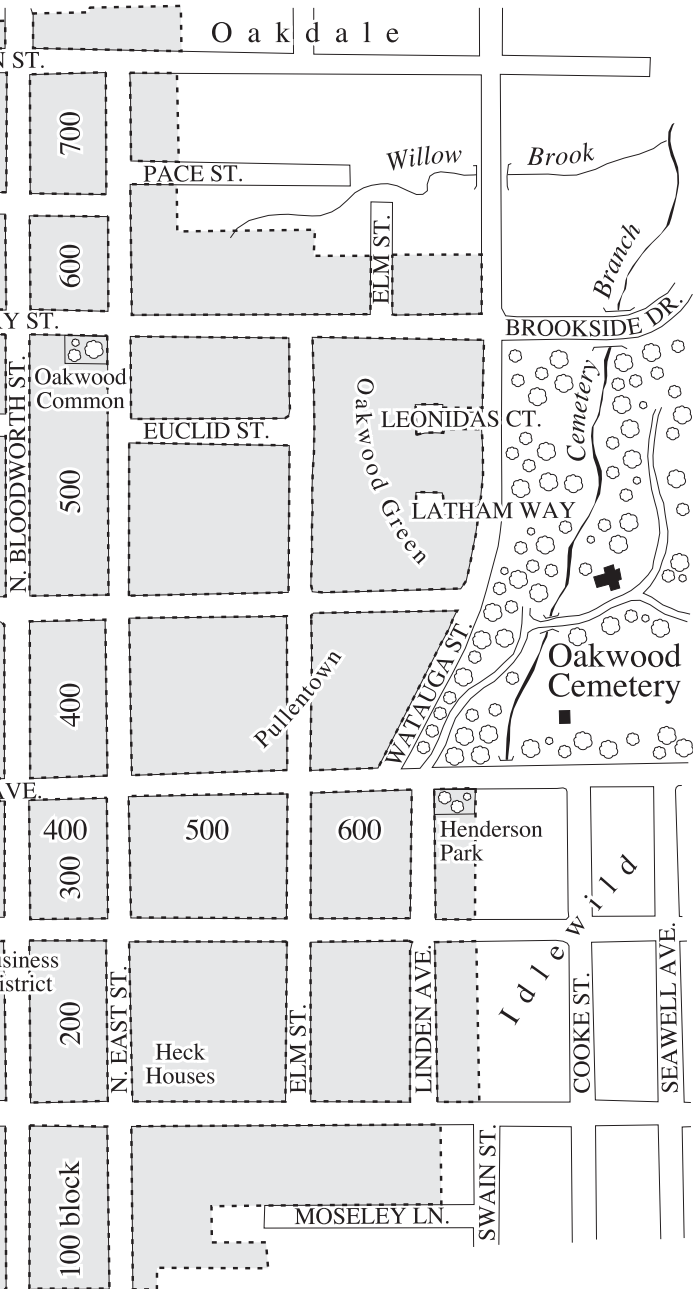 Oakdale
N ST.
700
Willow
Brook
PACE ST.
600
ELM ST.
Branch
Y ST.
BROOKSIDE DR.
N. BLOODWORTH ST.
Oakwood
Common
Oakwood Green
LEONIDAS CT.
Cemetery
EUCLID ST.
500
LATHAM WAY
Oakwood
Cemetery
WATAUGA ST.
Pullentown
400
AVE.
400
500
600
300
Henderson
Park
Idlewild
siness
istrict
200
N. EAST ST.
Heck
Houses
ELM ST.
LINDEN AVE.
COOKE ST.
SEAWELL AVE.
100 block
SWAIN ST.
MOSELEY LN.